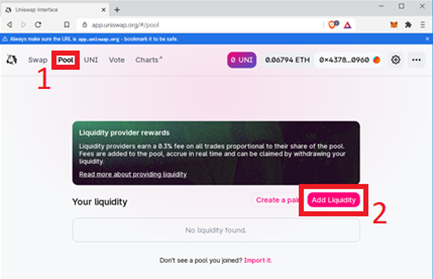 Uniswap Interface
app.uniswap.org/#/pool
Always make sure the URL is app.uniswap.org - bookmark it to be safe.
Swap Pool UNI Vote Charts↗ 0 UNI 0.06794 ETH 0x4378...0960
1
Liquidity provider rewards
Liquidity providers earn a 0.3% fee on all trades proportional to their share of the pool.
Fees are added to the pool, accrue in real time and can be claimed by withdrawing your
liquidity.
Read more about providing liquidity
Your liquidity Create a pair Add Liquidity
2
No liquidity found.
Don't see a pool you joined? Import it.